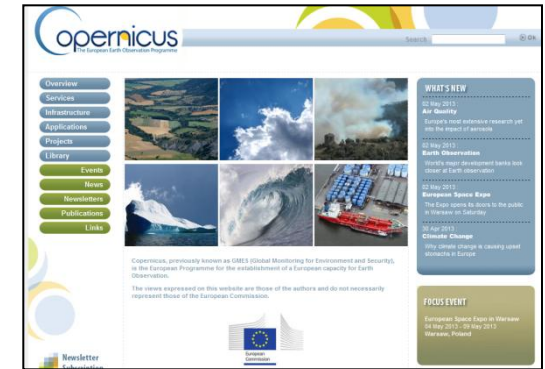 Copernicus
The European Earth Observation Programme
Search
Ok
Overview
Services
Infrastructure
Applications
Projects
Library
Events
News
Newsletters
Publications
Links
Newsletter
Subscription
Copernicus, previously known as GMES (Global Monitoring for Environment and Security),
is the European Programme for the establishment of a European capacity for Earth
Observation.
The views expressed on this website are those of the authors and do not necessarily
represent those of the European Commission.
European
Commission
WHAT'S NEW
02 May 2013
Air Quality
Europe's most extensive research yet
into the impact of aerosols
02 May 2013
Earth Observation
World's major development banks look
closer at Earth observation
02 May 2013
European Space Expo
The Expo opens its doors to the public
in Warsaw on Saturday
30 Apr 2013
Climate Change
Why climate change is causing upset
stomachs in Europe
FOCUS EVENT
European Space Expo in Warsaw
04 May 2013 - 09 May 2013
Warsaw, Poland